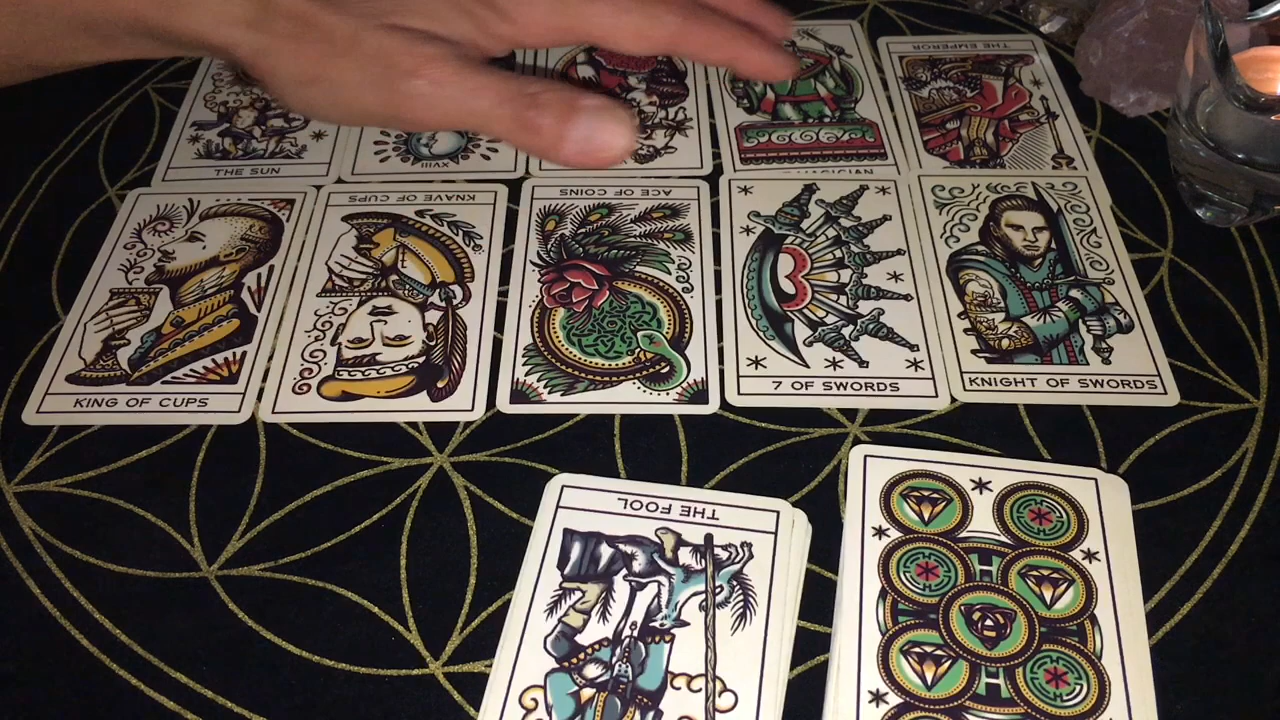 THE EMPEROR
THE SUN
XVIII
MAGICIAN
KING OF CUPS
KNAVE OF CUPS
ACE OF COINS
7 OF SWORDS
KNIGHT OF SWORDS
THE FOOL